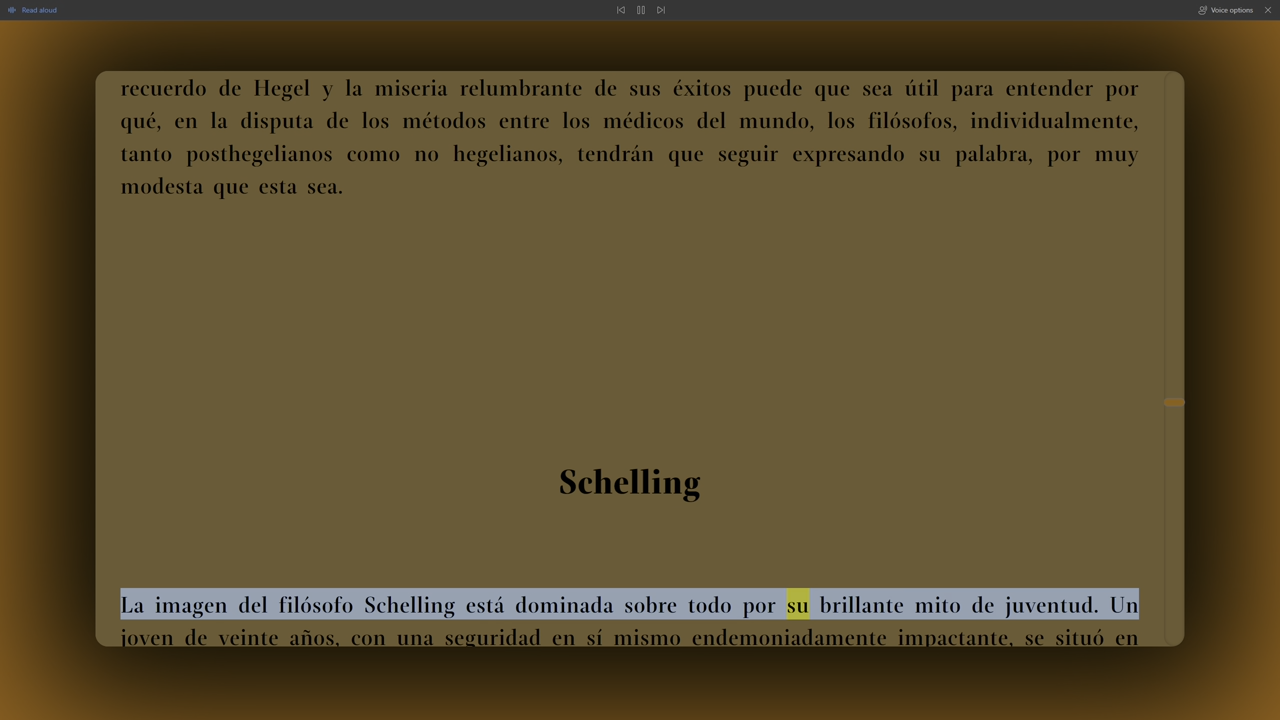 Read aloud
Voice options
recuerdo de Hegel y la miseria relumbrante de sus éxitos puede que sea útil para entender por
qué, en la disputa de los métodos entre los médicos del mundo, los filósofos, individualmente,
tanto posthegelianos como no hegelianos, tendrán que seguir expresando su palabra, por muy
modesta que esta sea.
Schelling
La imagen del filósofo Schelling está dominada sobre todo por su brillante mito de juventud. Un
joven de veinte años, con una seguridad en sí mismo endemoniadamente impactante, se situó en